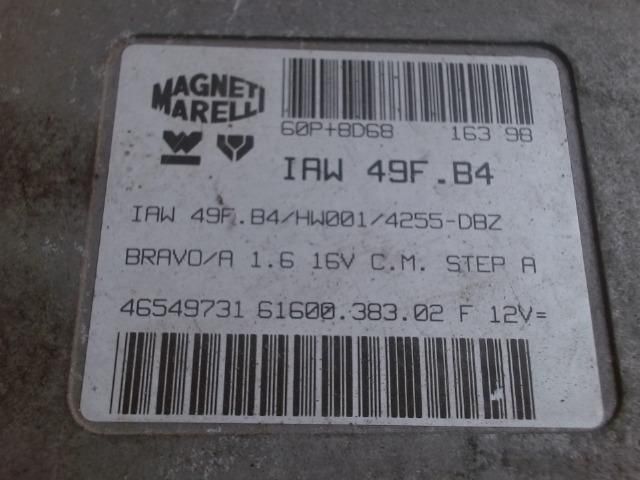 MAGNETI
MARELLI
60P+8D68 163 98
IAW 49F.B4
IAW 49F.B4/HW001/4255-DBZ
BRAVO/A 1.6 16V C.M. STEP A
46549731 61600.383.02 F 12V=